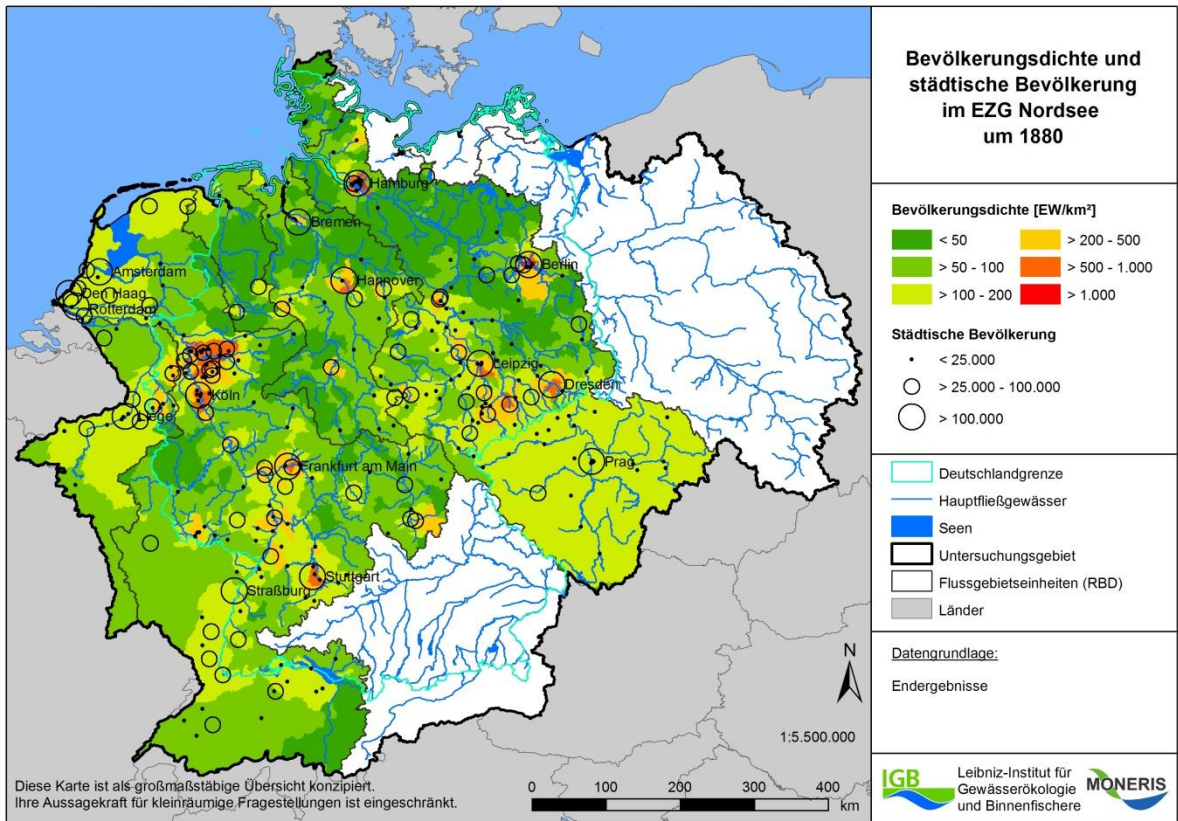 Hamburg
Bremen
Berlin
Amsterdam
Hannover
Den Haag
Rotterdam
Leipzig
Dresden
Köln
Liege
Frankfurt am Main
Prag
Stuttgart
Straßburg
N
1:5.500.000
Diese Karte ist als großmaßstäbige Übersicht konzipiert.
Ihre Aussagekraft für kleinräumige Fragestellungen ist eingeschränkt.
0 100 200 300 400
km
Bevölkerungsdichte und
städtische Bevölkerung
im EZG Nordsee
um 1880
Bevölkerungsdichte [EW/km²]
< 50
> 200 - 500
> 50 - 100
> 500 - 1.000
> 100 - 200
> 1.000
Städtische Bevölkerung
< 25.000
> 25.000 - 100.000
> 100.000
Deutschlandgrenze
Hauptfließgewässer
Seen
Untersuchungsgebiet
Flussgebietseinheiten (RBD)
Länder
Datengrundlage:
Endergebnisse
IGB
Leibniz-Institut für
Gewässerökologie
und Binnenfischere
MONERIS